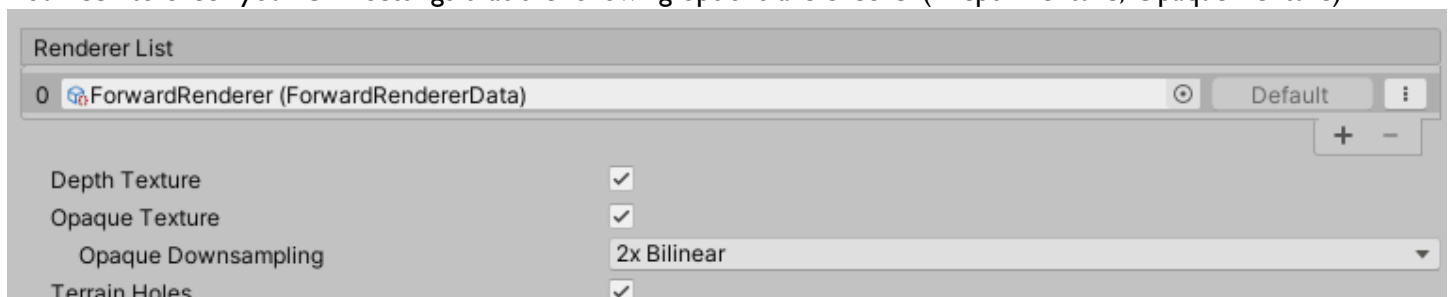 Renderer List
0 ForwardRenderer (ForwardRendererData) Default
Depth Texture
Opaque Texture
Opaque Downsampling 2x Bilinear
Terrain Holes